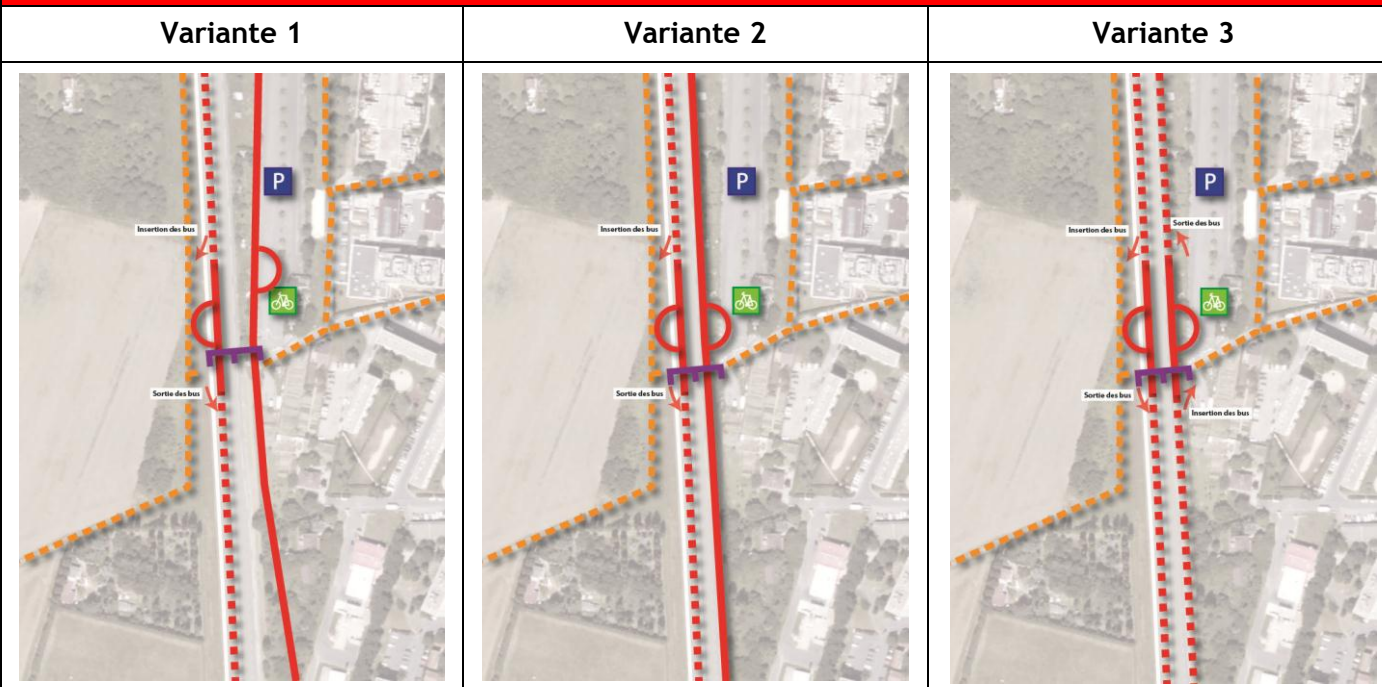 Variante 1
Variante 2
Variante 3
P
Insertion des bus
Sortie des bus
P
Insertion des bus
Sortie des bus
P
Sortie des bus
Insertion des bus
Sortie des bus
Insertion des bus